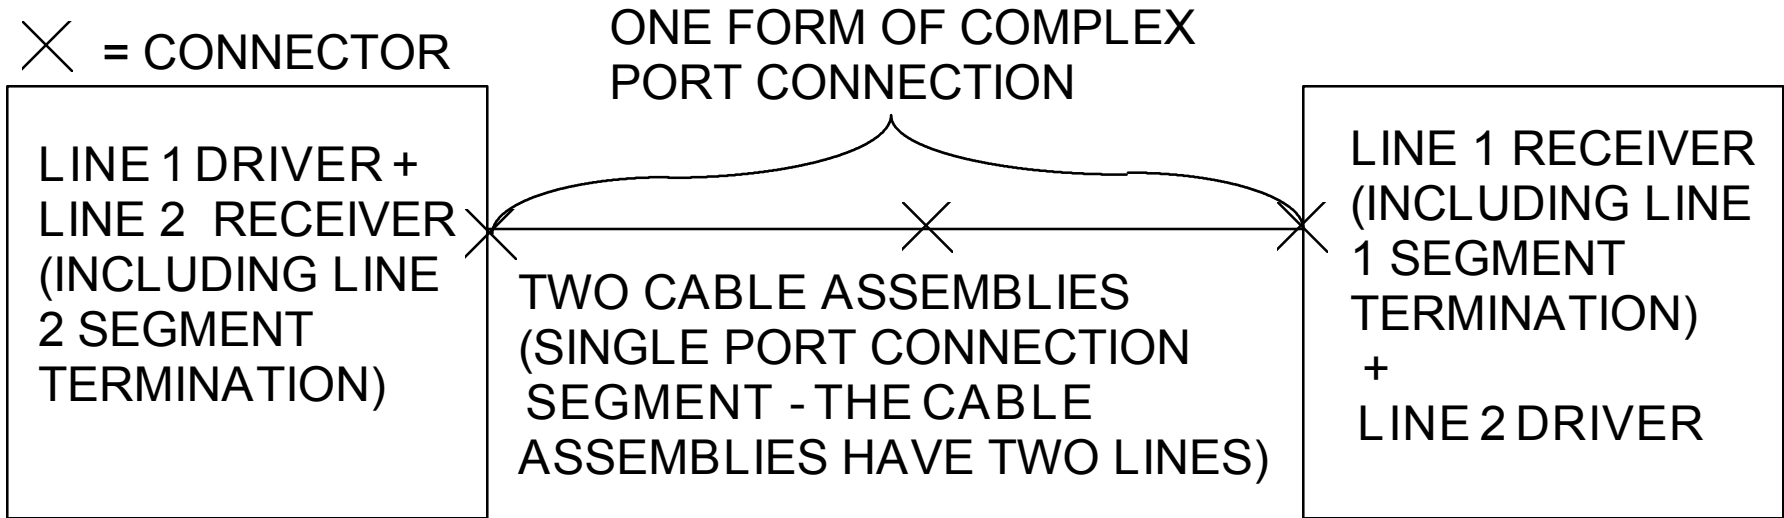 = CONNECTOR
ONE FORM OF COMPLEX
PORT CONNECTION
LINE 1 DRIVER +
LINE 2 RECEIVER
(INCLUDING LINE
2 SEGMENT
TERMINATION)
TWO CABLE ASSEMBLIES
(SINGLE PORT CONNECTION
SEGMENT - THE CABLE
ASSEMBLIES HAVE TWO LINES)
LINE 1 RECEIVER
(INCLUDING LINE
1 SEGMENT
TERMINATION)
+
LINE 2 DRIVER